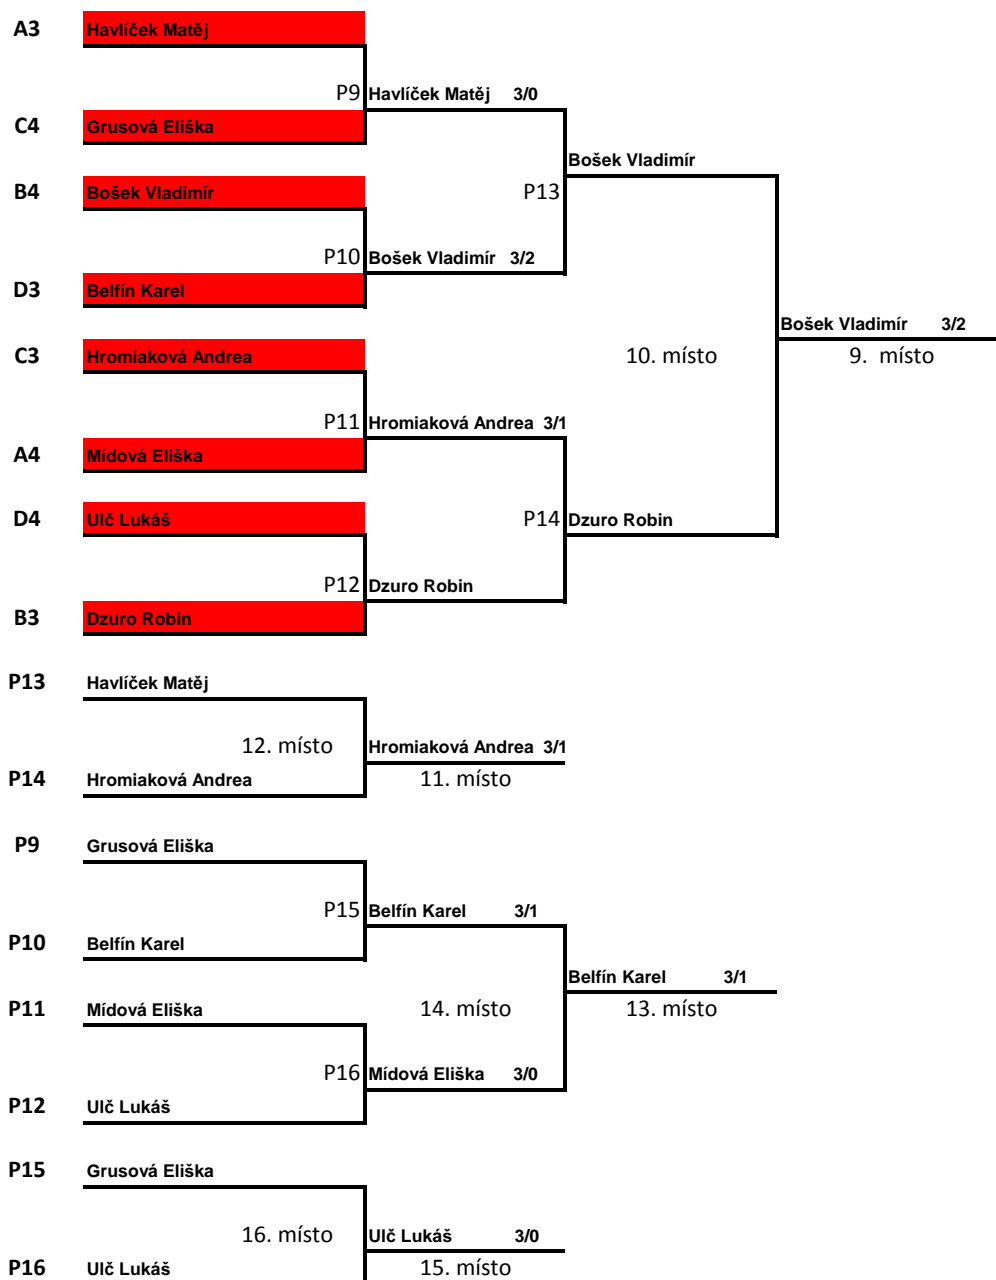 A3 Havlíček Matěj
P9 Havlíček Matěj 3/0
C4 Grusová Eliška
Bošek Vladimír
B4 Bošek Vladimír P13
P10 Bošek Vladimír 3/2
D3 Belfín Karel
Bošek Vladimír 3/2
C3 Hromiaková Andrea 10. místo 9. místo
P11 Hromiaková Andrea 3/1
A4 Mídová Eliška
D4 Ulč Lukáš P14 Dzuro Robin
P12 Dzuro Robin
B3 Dzuro Robin
P13 Havlíček Matěj
12. místo Hromiaková Andrea 3/1
P14 Hromiaková Andrea 11. místo
P9 Grusová Eliška
P15 Belfín Karel 3/1
P10 Belfín Karel
Belfín Karel 3/1
P11 Mídová Eliška 14. místo 13. místo
P16 Mídová Eliška 3/0
P12 Ulč Lukáš
P15 Grusová Eliška
16. místo Ulč Lukáš 3/0
P16 Ulč Lukáš 15. místo